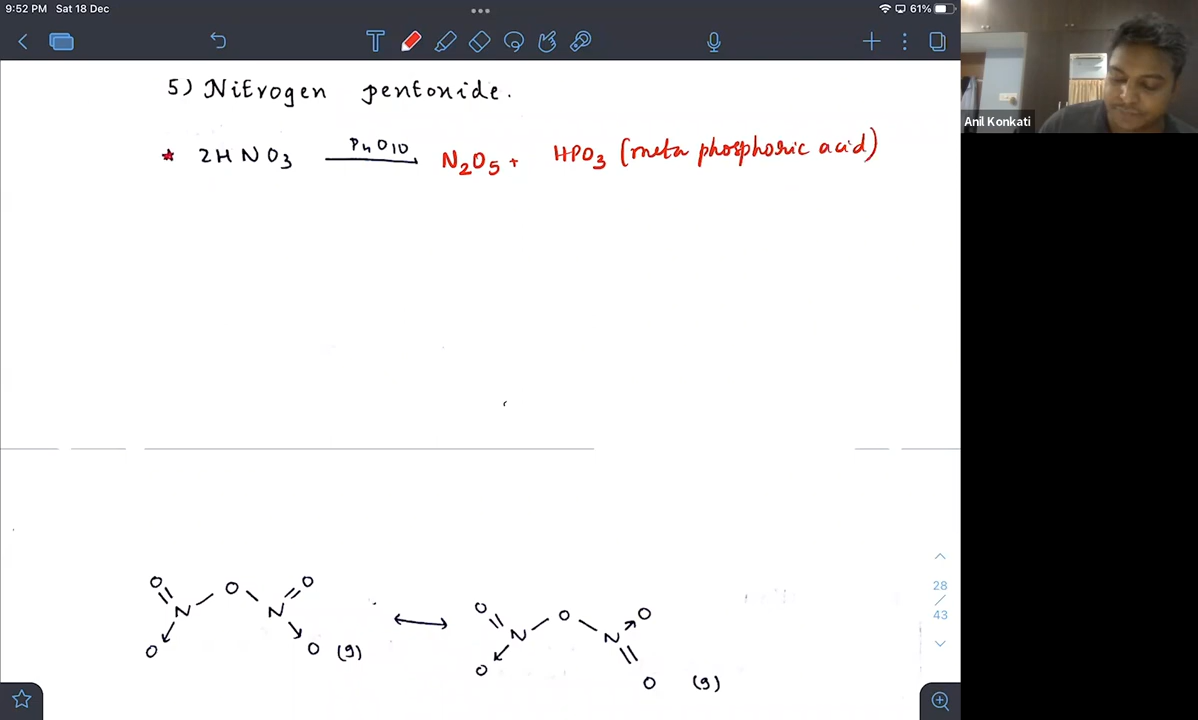 9:52 PM Sat 18 Dec
61%
Anil Konkati
5) Nitrogen pentoxide.
P4O10
★ 2HNO3 N2O5 + HPO3 (meta phosphoric acid)
28
/
43
O O O
N N
O O (g)
O O O
N N
O O (g)